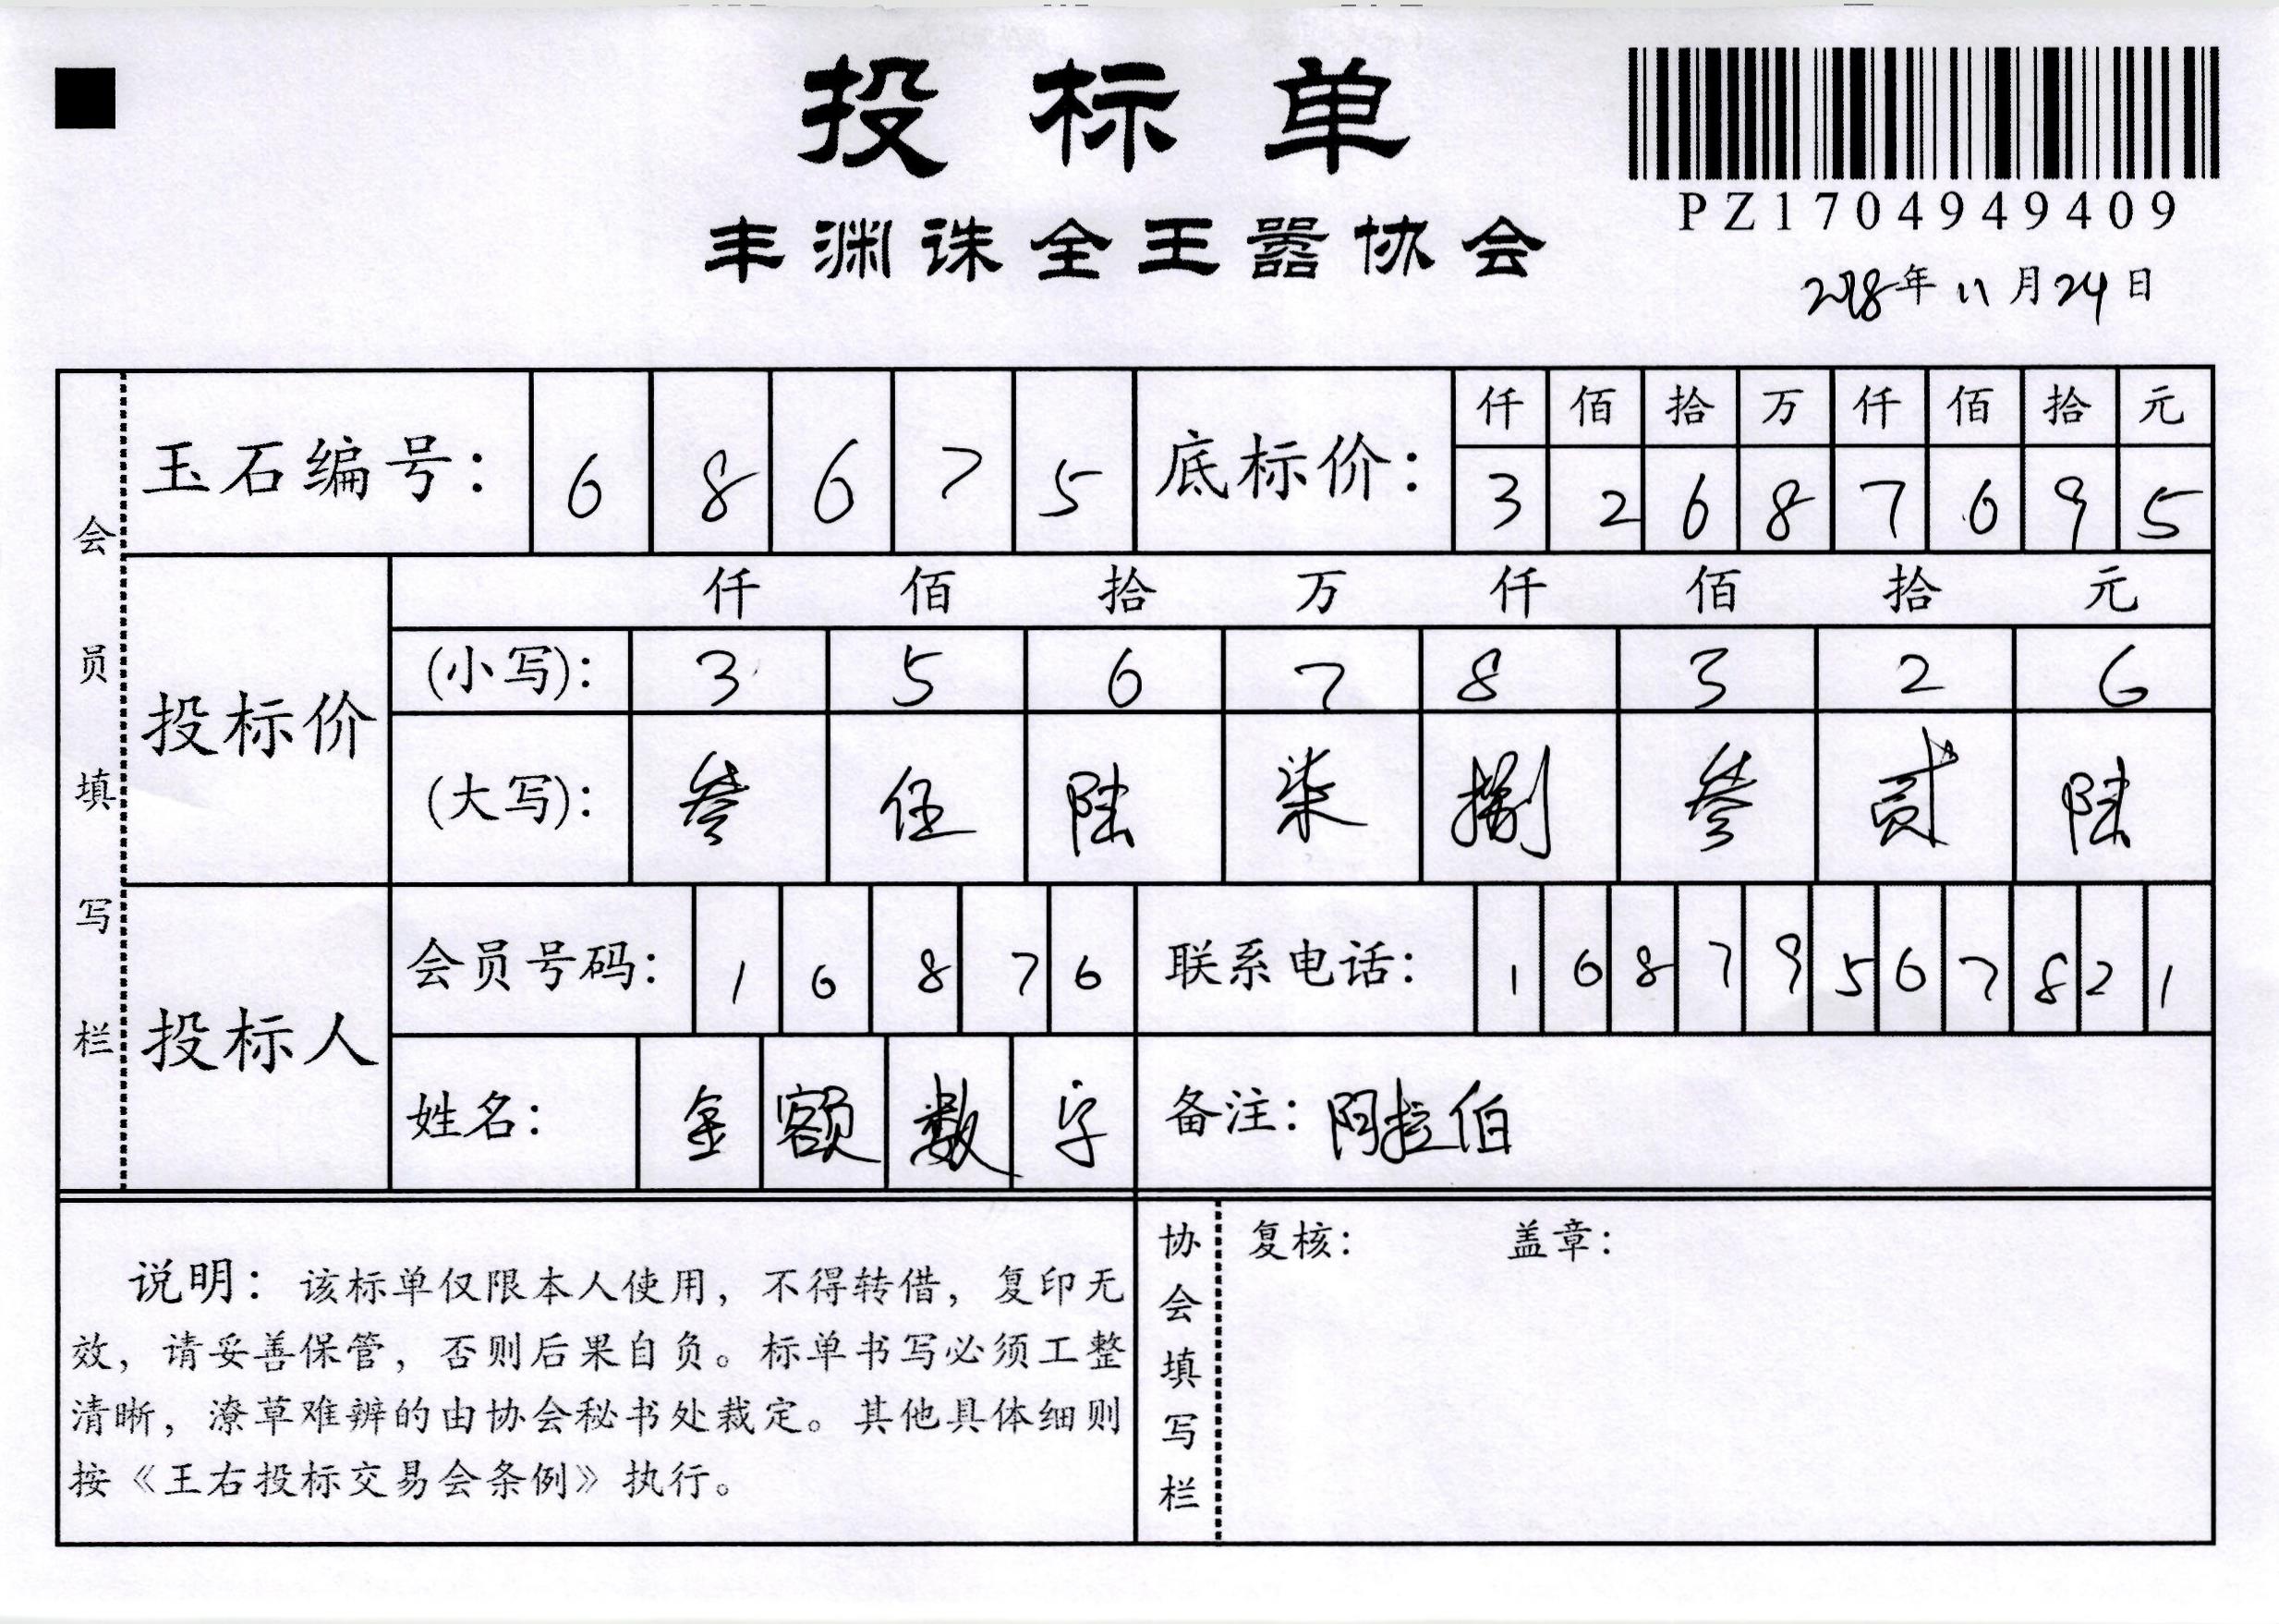 投标单
PZ1704949409
丰渊诛全王嚣协会
2018年11月24日
会员填写栏
玉石编号: 6 8 6 7 5
底标价: 仟 佰 拾 万 仟 佰 拾 元
3 2 6 8 7 6 9 5
投标价
仟 佰 拾 万 仟 佰 拾 元
(小写): 3 5 6 7 8 3 2 6
(大写): 叁 伍 陆 柒 捌 叁 贰 陆
投标人
会员号码: 1 6 8 7 6
联系电话: 1 6 8 7 9 5 6 7 8 2 1
姓名: 金 额 数 字
备注: 阿拉伯
说明: 该标单仅限本人使用，不得转借，复印无
效，请妥善保管，否则后果自负。标单书写必须工整
清晰，潦草难辨的由协会秘书处裁定。其他具体细则
按《王右投标交易会条例》执行。
协会填写栏
复核: 盖章: